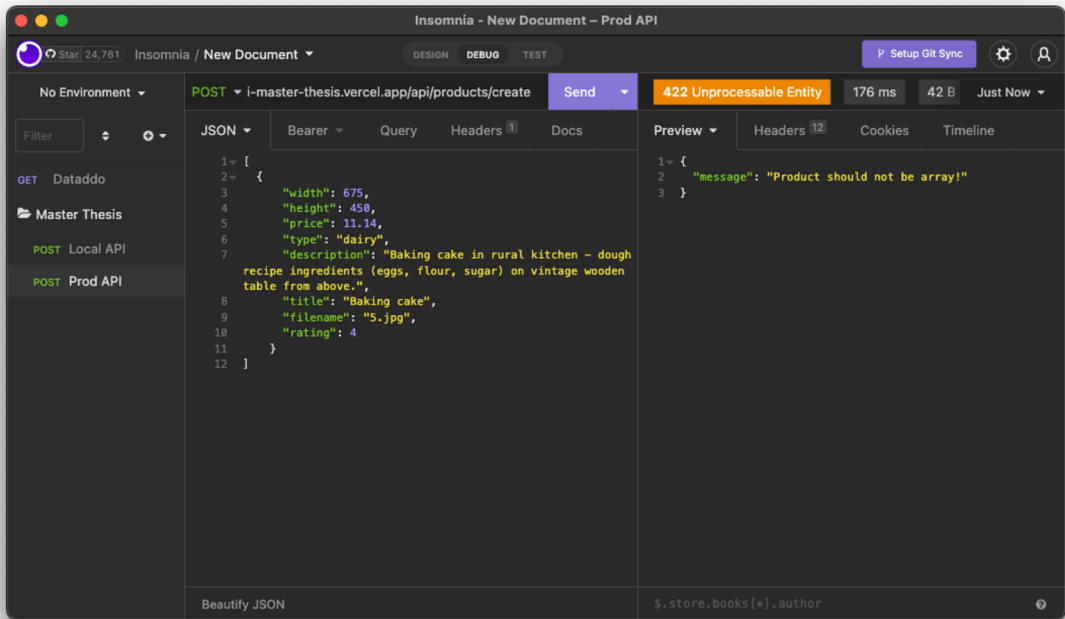 Insomnia - New Document – Prod API
Star 24,761 Insomnia / New Document DESIGN DEBUG TEST Setup Git Sync
No Environment POST i-master-thesis.vercel.app/api/products/create Send 422 Unprocessable Entity 176 ms 42 B Just Now
Filter JSON Bearer Query Headers 1 Docs Preview Headers 12 Cookies Timeline
GET Dataddo
Master Thesis
POST Local API
POST Prod API
1 [
2 {
3 "width": 675,
4 "height": 450,
5 "price": 11.14,
6 "type": "dairy",
7 "description": "Baking cake in rural kitchen – dough
recipe ingredients (eggs, flour, sugar) on vintage wooden
table from above.",
8 "title": "Baking cake",
9 "filename": "5.jpg",
10 "rating": 4
11 }
12 ]
1 {
2 "message": "Product should not be array!"
3 }
Beautify JSON $.store.books[*].author